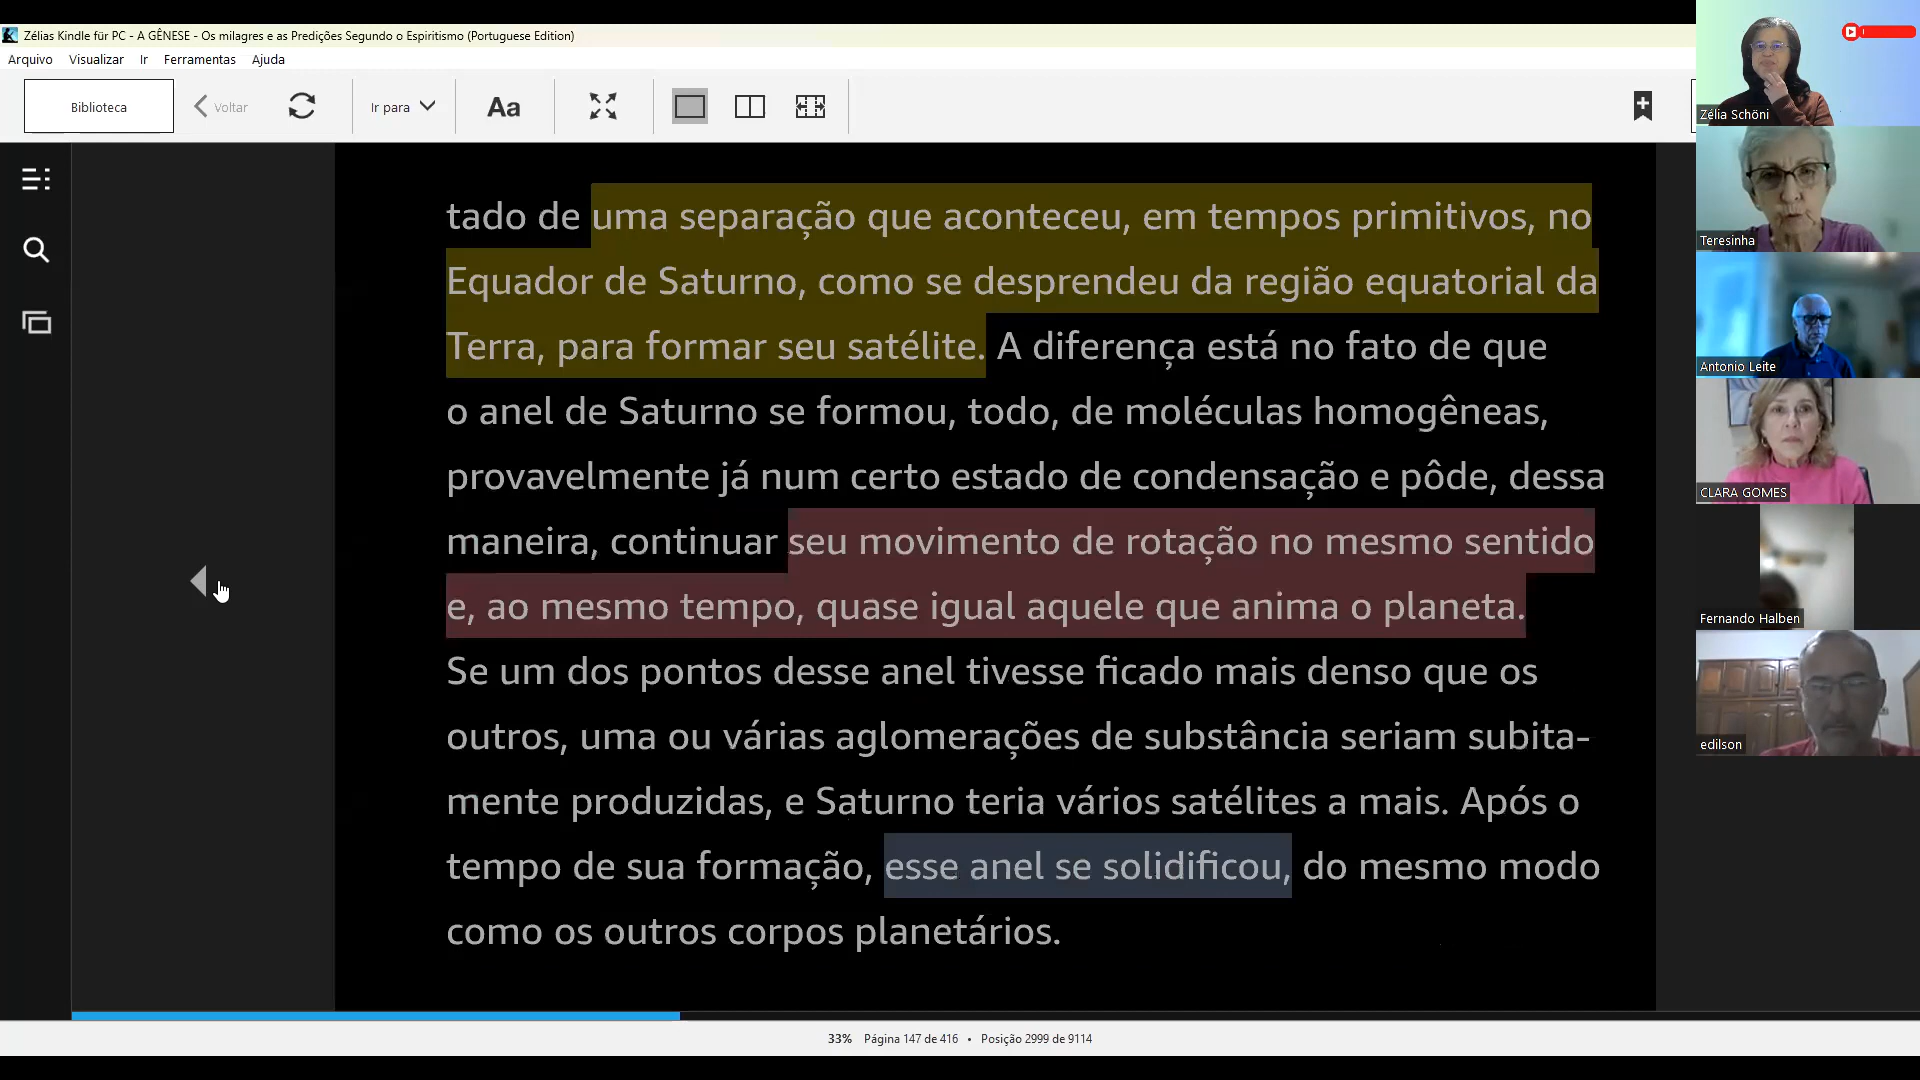 Zélias Kindle für PC - A GÊNESE - Os milagres e as Predições Segundo o Espiritismo (Portuguese Edition)
Arquivo Visualizar Ir Ferramentas Ajuda
Biblioteca Voltar Ir para Aa
tado de uma separação que aconteceu, em tempos primitivos, no
Equador de Saturno, como se desprendeu da região equatorial da
Terra, para formar seu satélite. A diferença está no fato de que
o anel de Saturno se formou, todo, de moléculas homogêneas,
provavelmente já num certo estado de condensação e pôde, dessa
maneira, continuar seu movimento de rotação no mesmo sentido
e, ao mesmo tempo, quase igual aquele que anima o planeta.
Se um dos pontos desse anel tivesse ficado mais denso que os
outros, uma ou várias aglomerações de substância seriam subita-
mente produzidas, e Saturno teria vários satélites a mais. Após o
tempo de sua formação, esse anel se solidificou, do mesmo modo
como os outros corpos planetários.
33% Página 147 de 416 • Posição 2999 de 9114
Zélia Schöni
Teresinha
Antonio Leite
CLARA GOMES
Fernando Halben
edilson